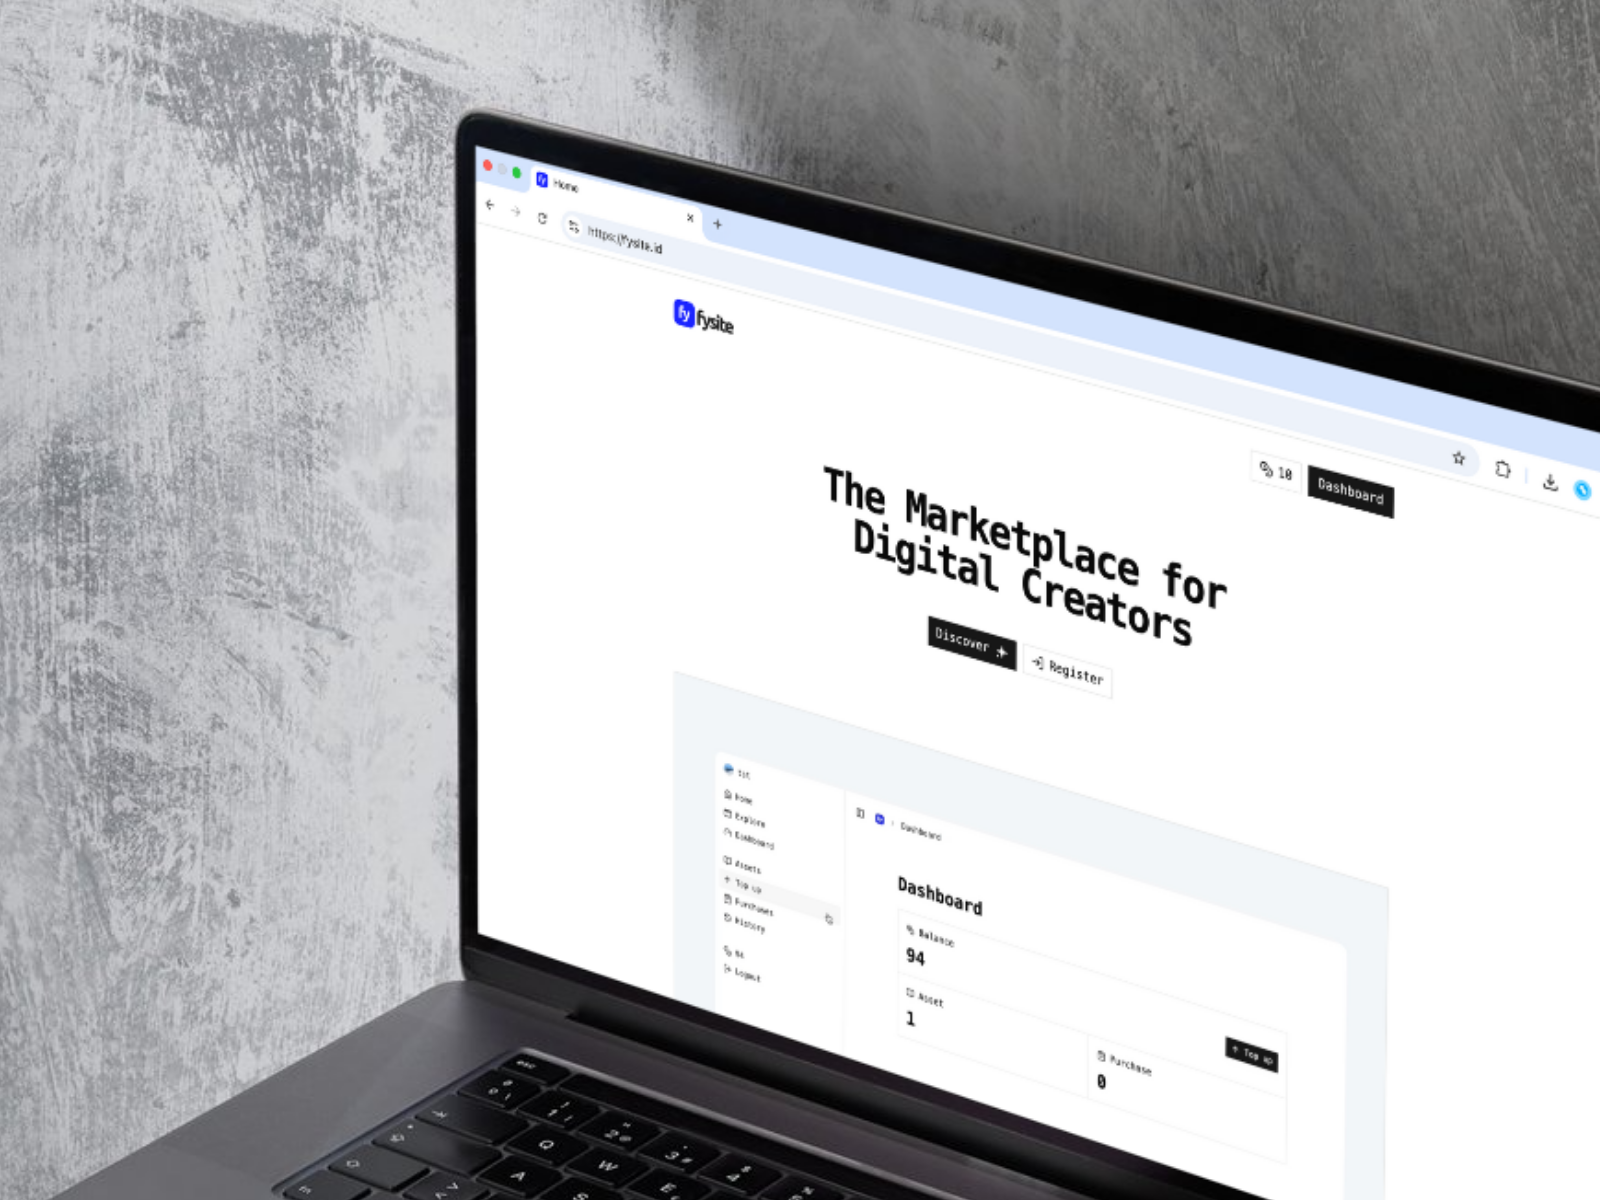 Home
https://fysite.id
fy fysite
10 Dashboard
The Marketplace for
Digital Creators
Discover
Register
Home
Explore
Dashboard
Assets
Top up
Purchases
History
Logout
Dashboard
Dashboard
Balance
94
Top up
Asset
1
Purchase
0
esc
Q
W
E
A
S